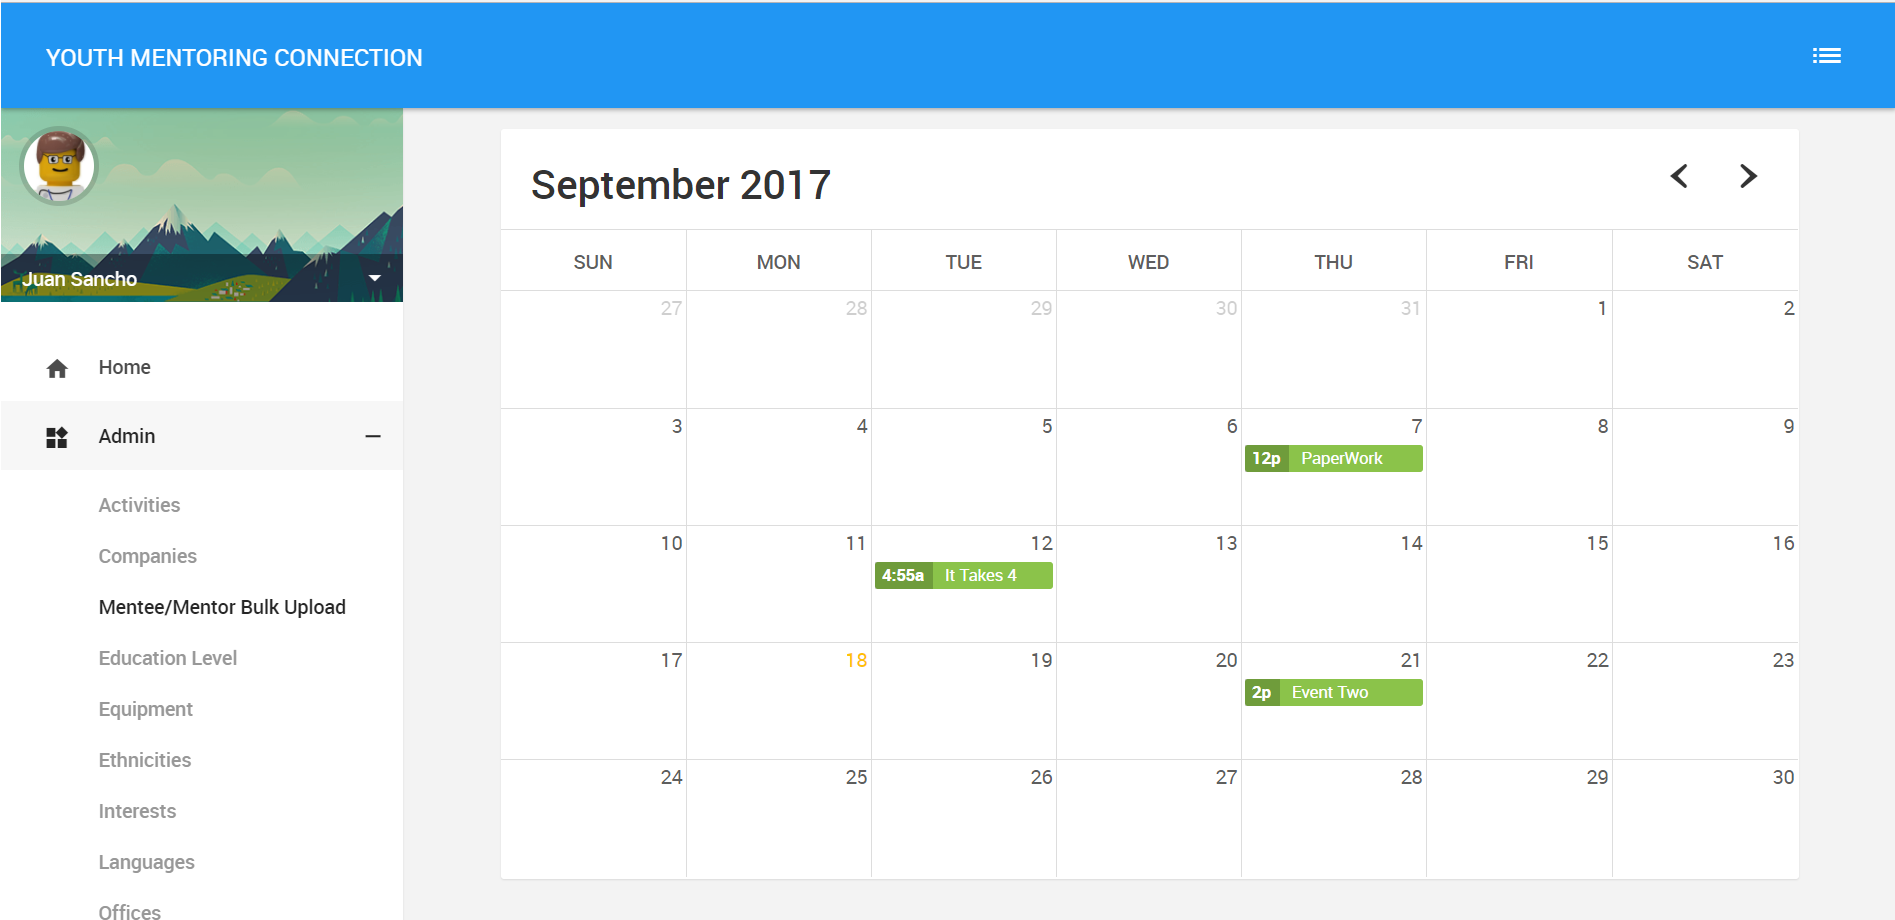 YOUTH MENTORING CONNECTION
Juan Sancho
Home
Admin
Activities
Companies
Mentee/Mentor Bulk Upload
Education Level
Equipment
Ethnicities
Interests
Languages
Offices
September 2017
SUN MON TUE WED THU FRI SAT
27 28 29 30 31 1 2
3 4 5 6 7 8 9
12p PaperWork
10 11 12 13 14 15 16
4:55a It Takes 4
17 18 19 20 21 22 23
2p Event Two
24 25 26 27 28 29 30